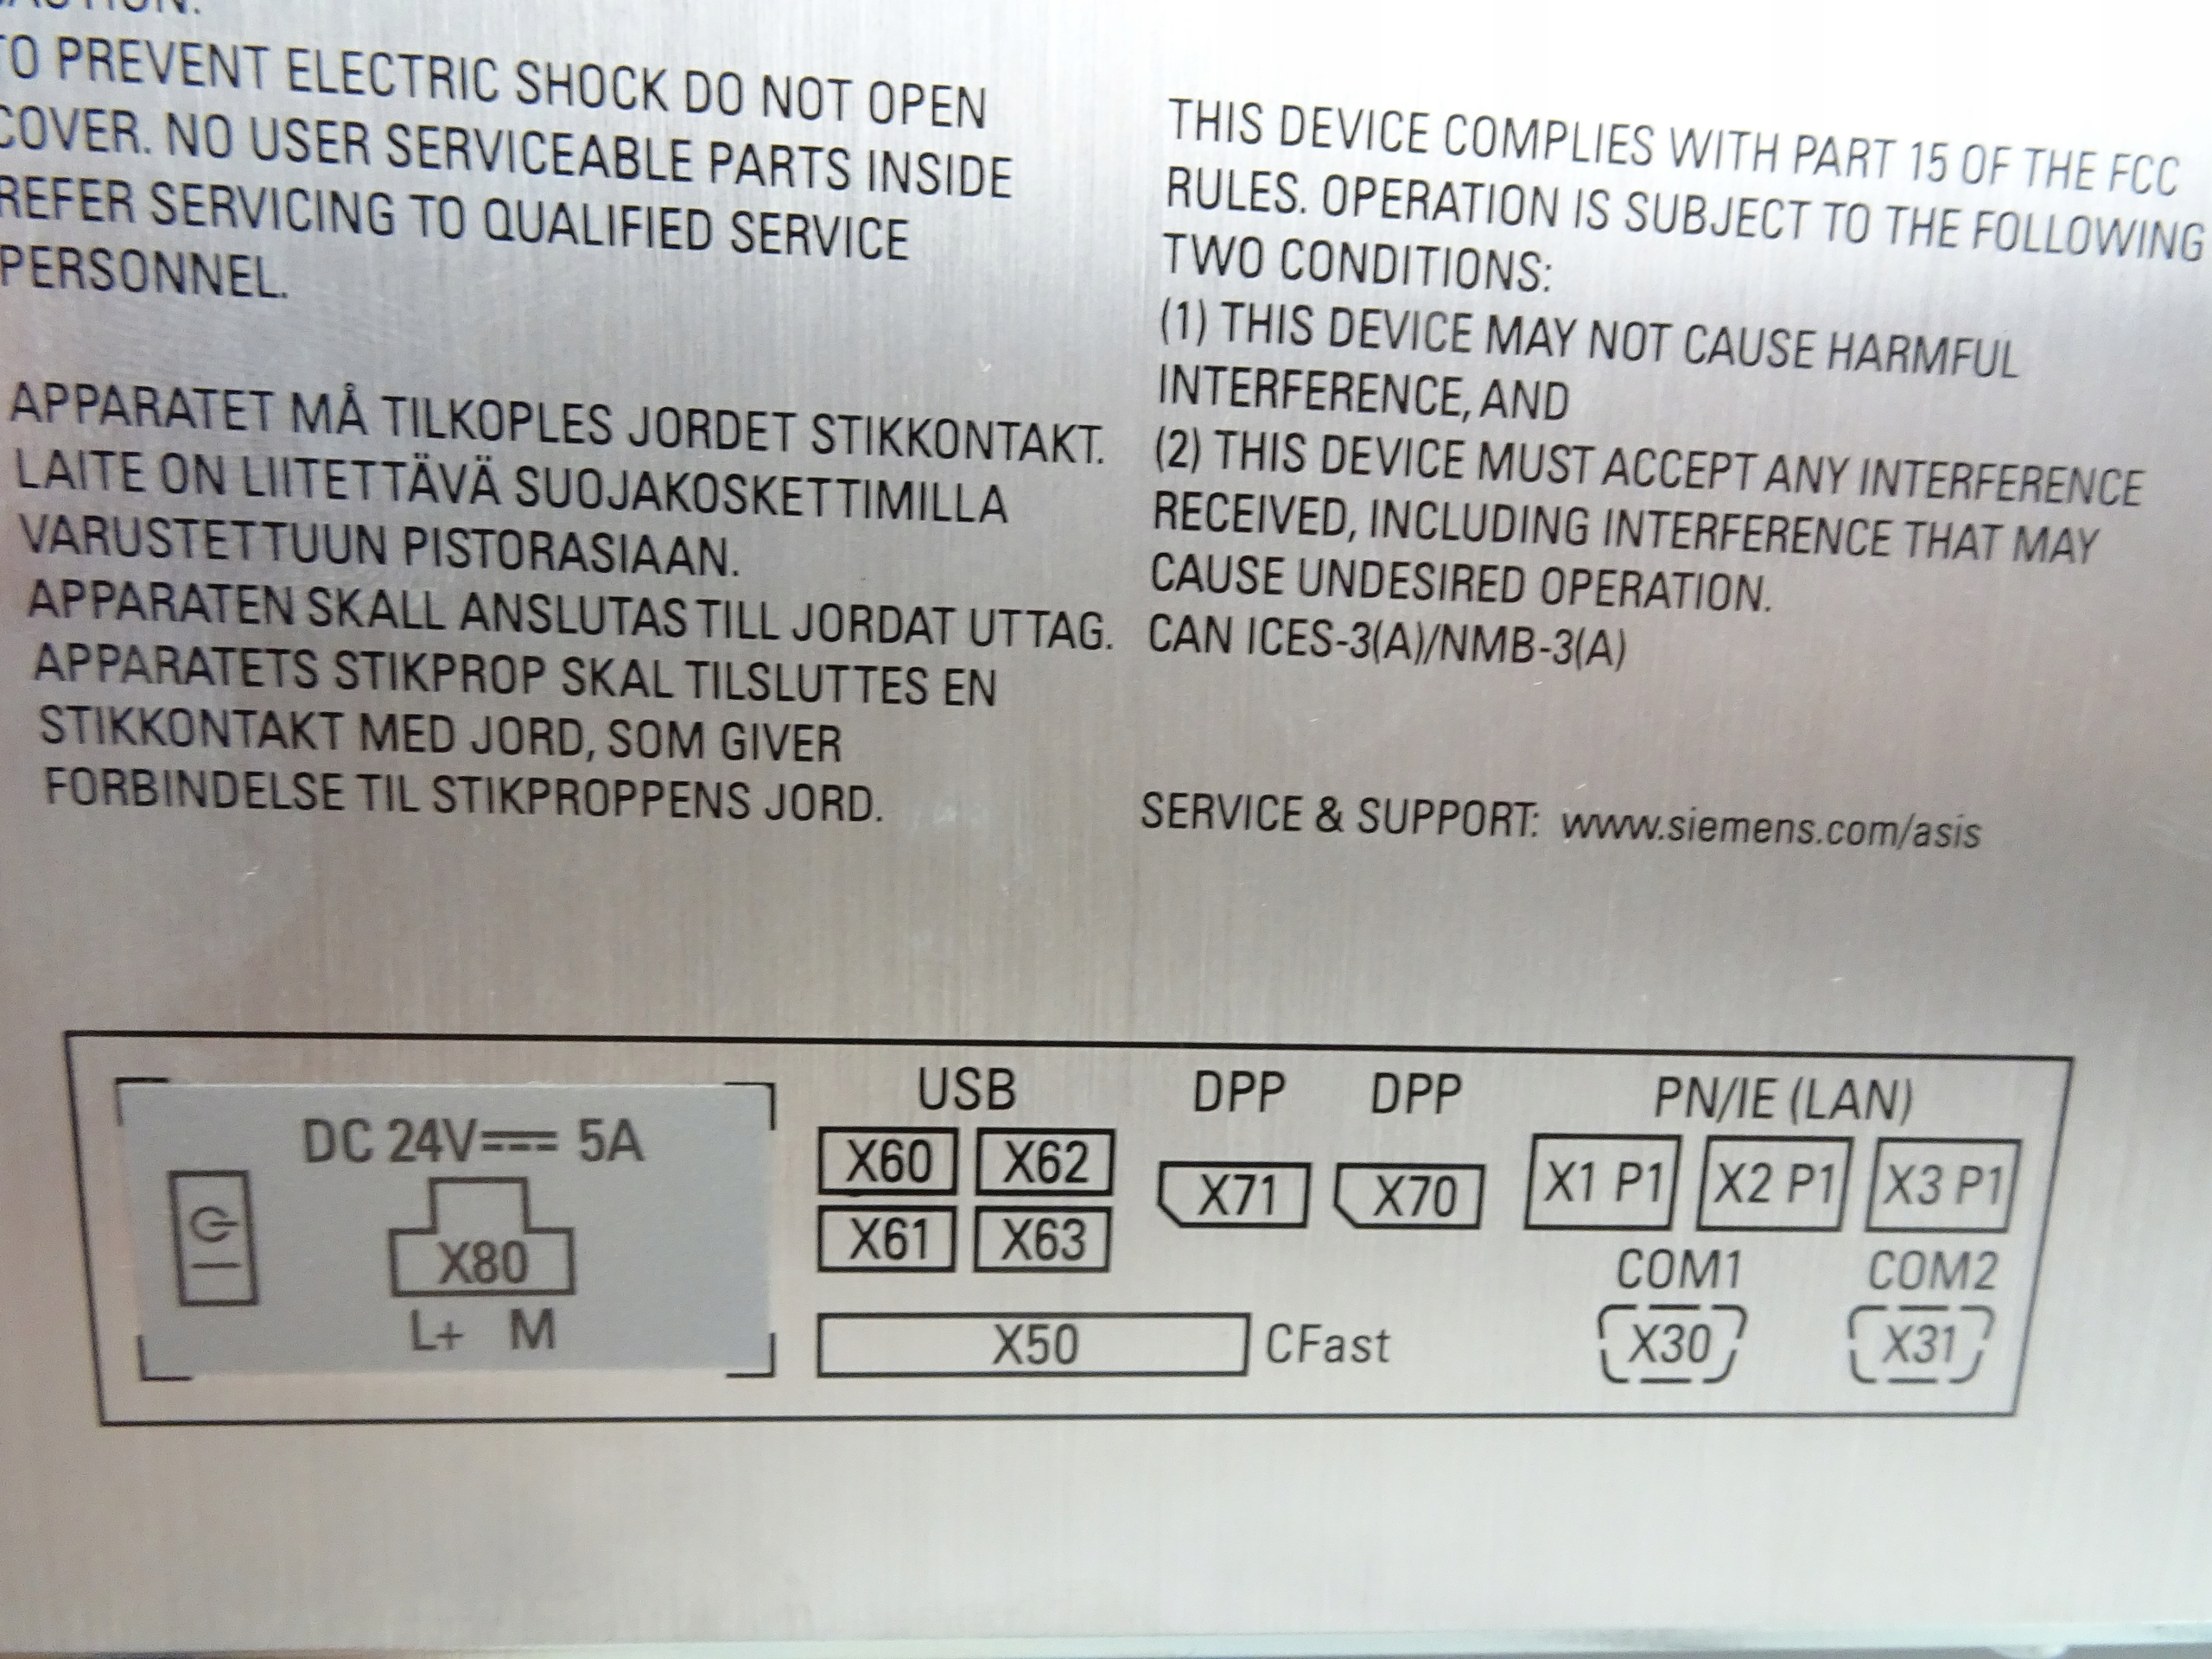 TO PREVENT ELECTRIC SHOCK DO NOT OPEN
COVER. NO USER SERVICEABLE PARTS INSIDE
REFER SERVICING TO QUALIFIED SERVICE
PERSONNEL.
APPARATET MÅ TILKOPLES JORDET STIKKONTAKT.
LAITE ON LIITETTÄVÄ SUOJAKOSKETTIMILLA
VARUSTETTUUN PISTORASIAAN.
APPARATEN SKALL ANSLUTAS TILL JORDAT UTTAG.
APPARATETS STIKPROP SKAL TILSLUTTES EN
STIKKONTAKT MED JORD, SOM GIVER
FORBINDELSE TIL STIKPROPPENS JORD.
THIS DEVICE COMPLIES WITH PART 15 OF THE FCC
RULES. OPERATION IS SUBJECT TO THE FOLLOWING
TWO CONDITIONS:
(1) THIS DEVICE MAY NOT CAUSE HARMFUL
INTERFERENCE, AND
(2) THIS DEVICE MUST ACCEPT ANY INTERFERENCE
RECEIVED, INCLUDING INTERFERENCE THAT MAY
CAUSE UNDESIRED OPERATION.
CAN ICES-3(A)/NMB-3(A)
SERVICE & SUPPORT: www.siemens.com/asis
DC 24V 5A
X80
L+ M
USB
X60 X62
X61 X63
X50 CFast
DPP DPP
X71 X70
PN/IE (LAN)
X1 P1 X2 P1 X3 P1
COM1 COM2
X30 X31